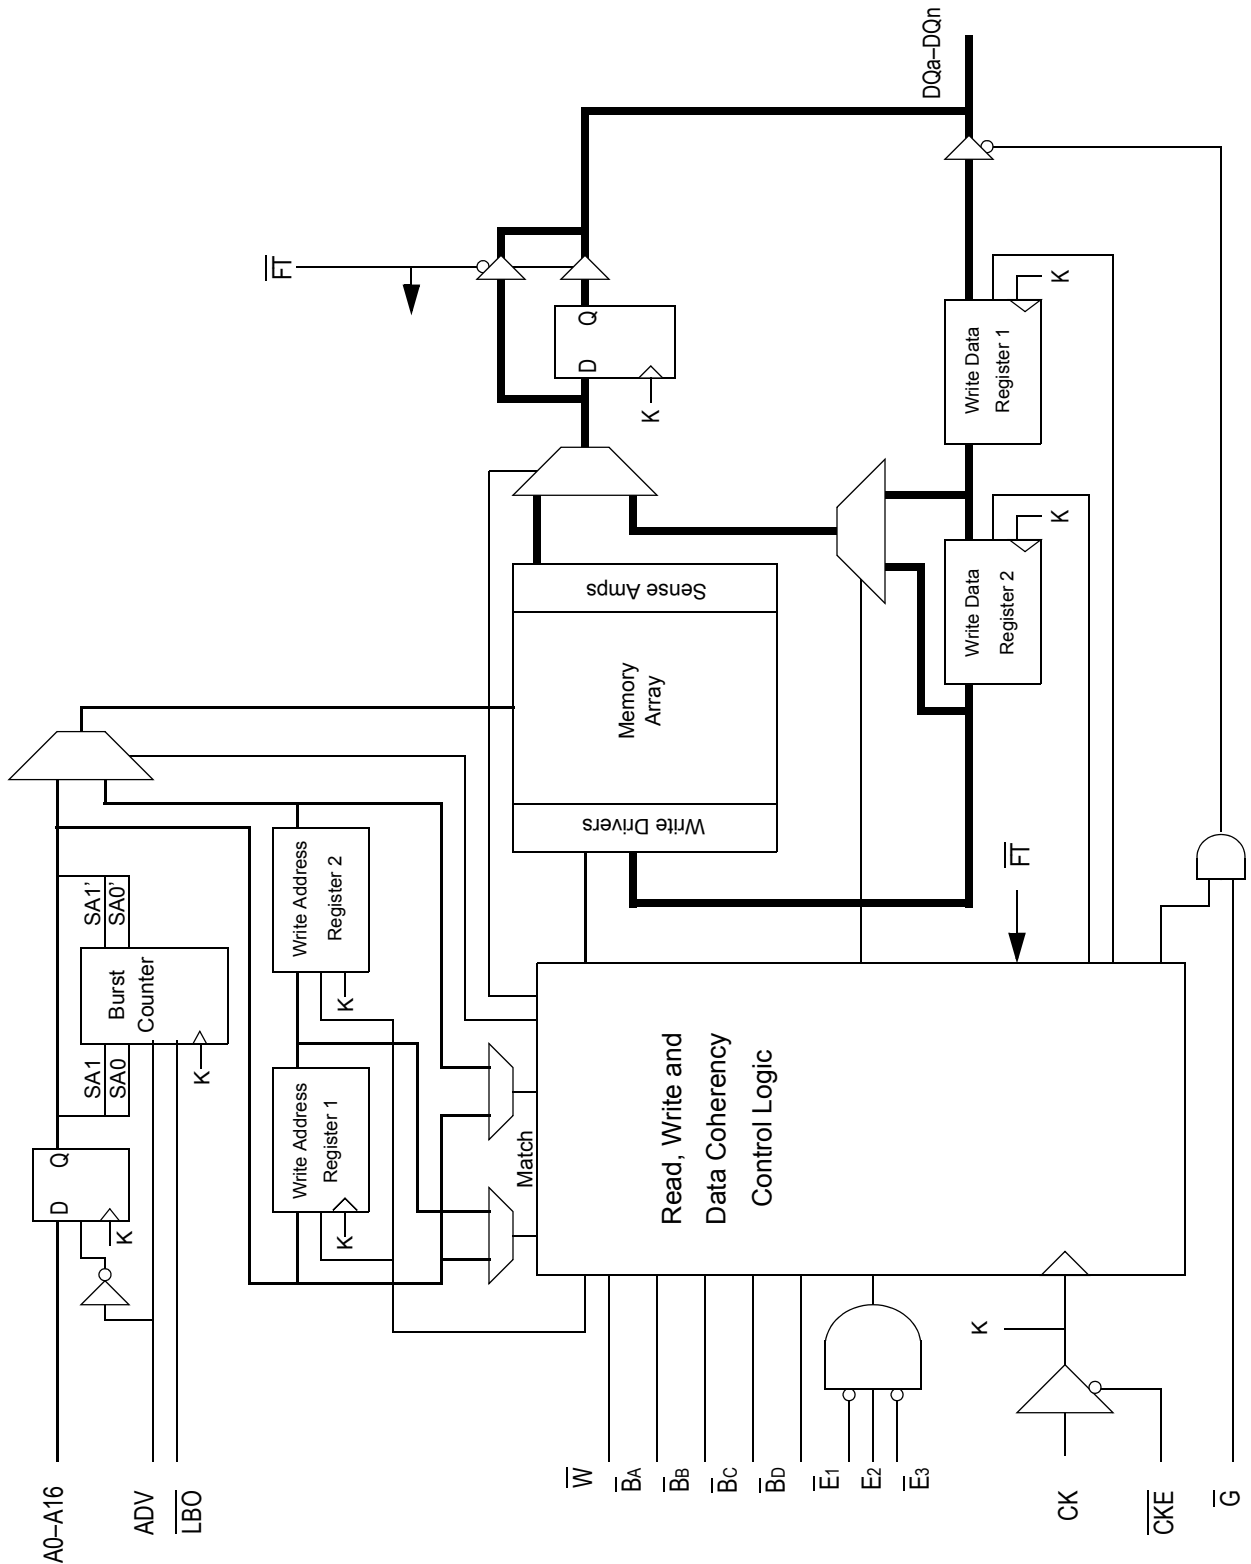 A0–A16
ADV
LBO
W
BA
BB
BC
BD
E1
E2
E3
CK
CKE
G
D
Q
K
SA1
SA0
Burst
Counter
SA1'
SA0'
K
Write Address
Register 1
K
Write Address
Register 2
K
Match
Read, Write and
Data Coherency
Control Logic
K
FT
Write Drivers
Memory
Array
Sense Amps
Write Data
Register 2
K
Write Data
Register 1
K
D
Q
K
FT
DQa–DQn